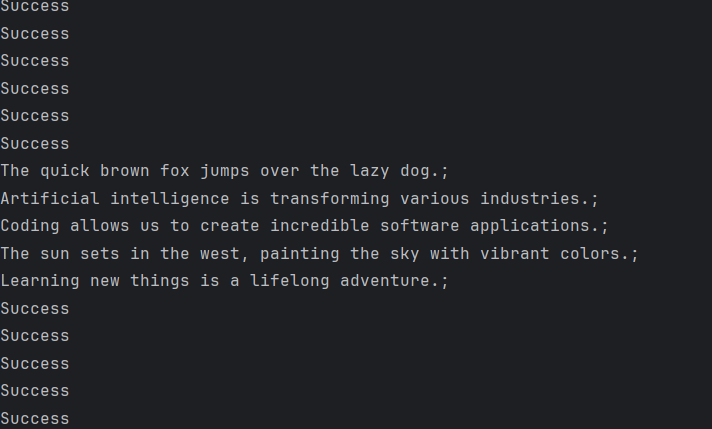 Success
Success
Success
Success
Success
Success
The quick brown fox jumps over the lazy dog.;
Artificial intelligence is transforming various industries.;
Coding allows us to create incredible software applications.;
The sun sets in the west, painting the sky with vibrant colors.;
Learning new things is a lifelong adventure.;
Success
Success
Success
Success
Success